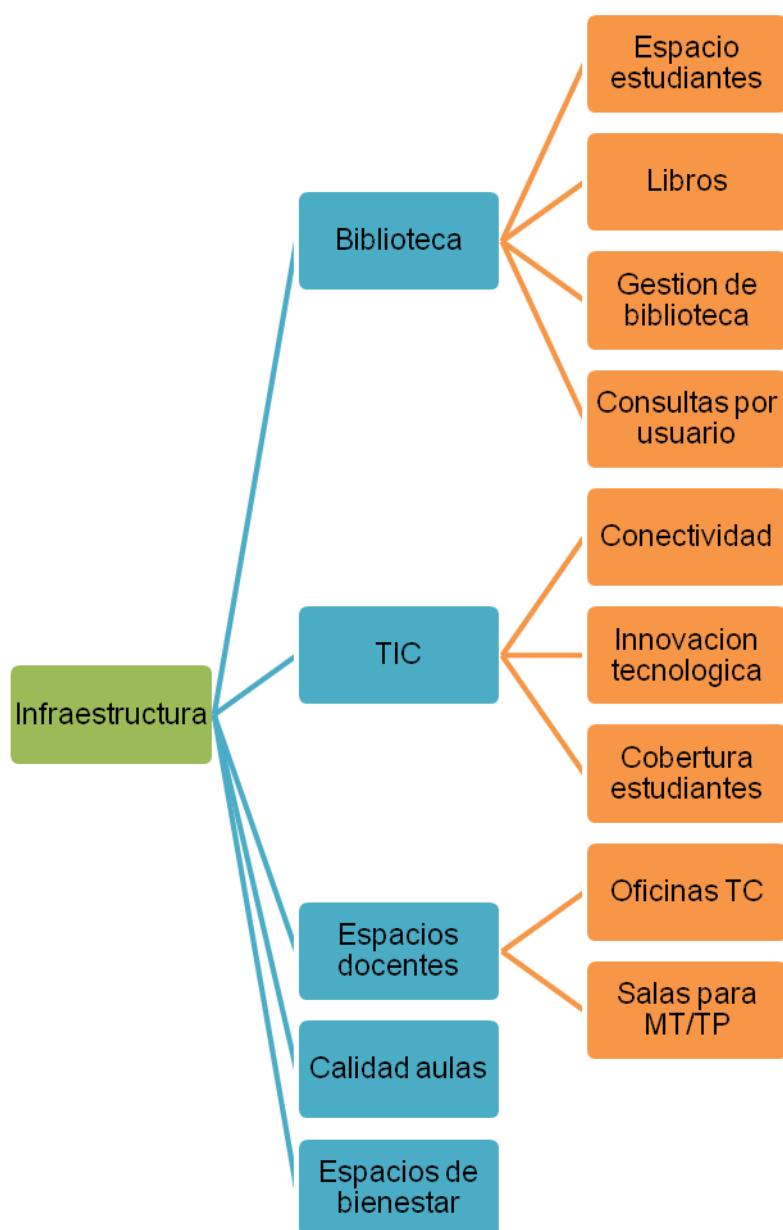 Infraestructura
Biblioteca
Espacio
estudiantes
Libros
Gestion de
biblioteca
Consultas por
usuario
TIC
Conectividad
Innovacion
tecnologica
Cobertura
estudiantes
Espacios
docentes
Oficinas TC
Salas para
MT/TP
Calidad aulas
Espacios de
bienestar